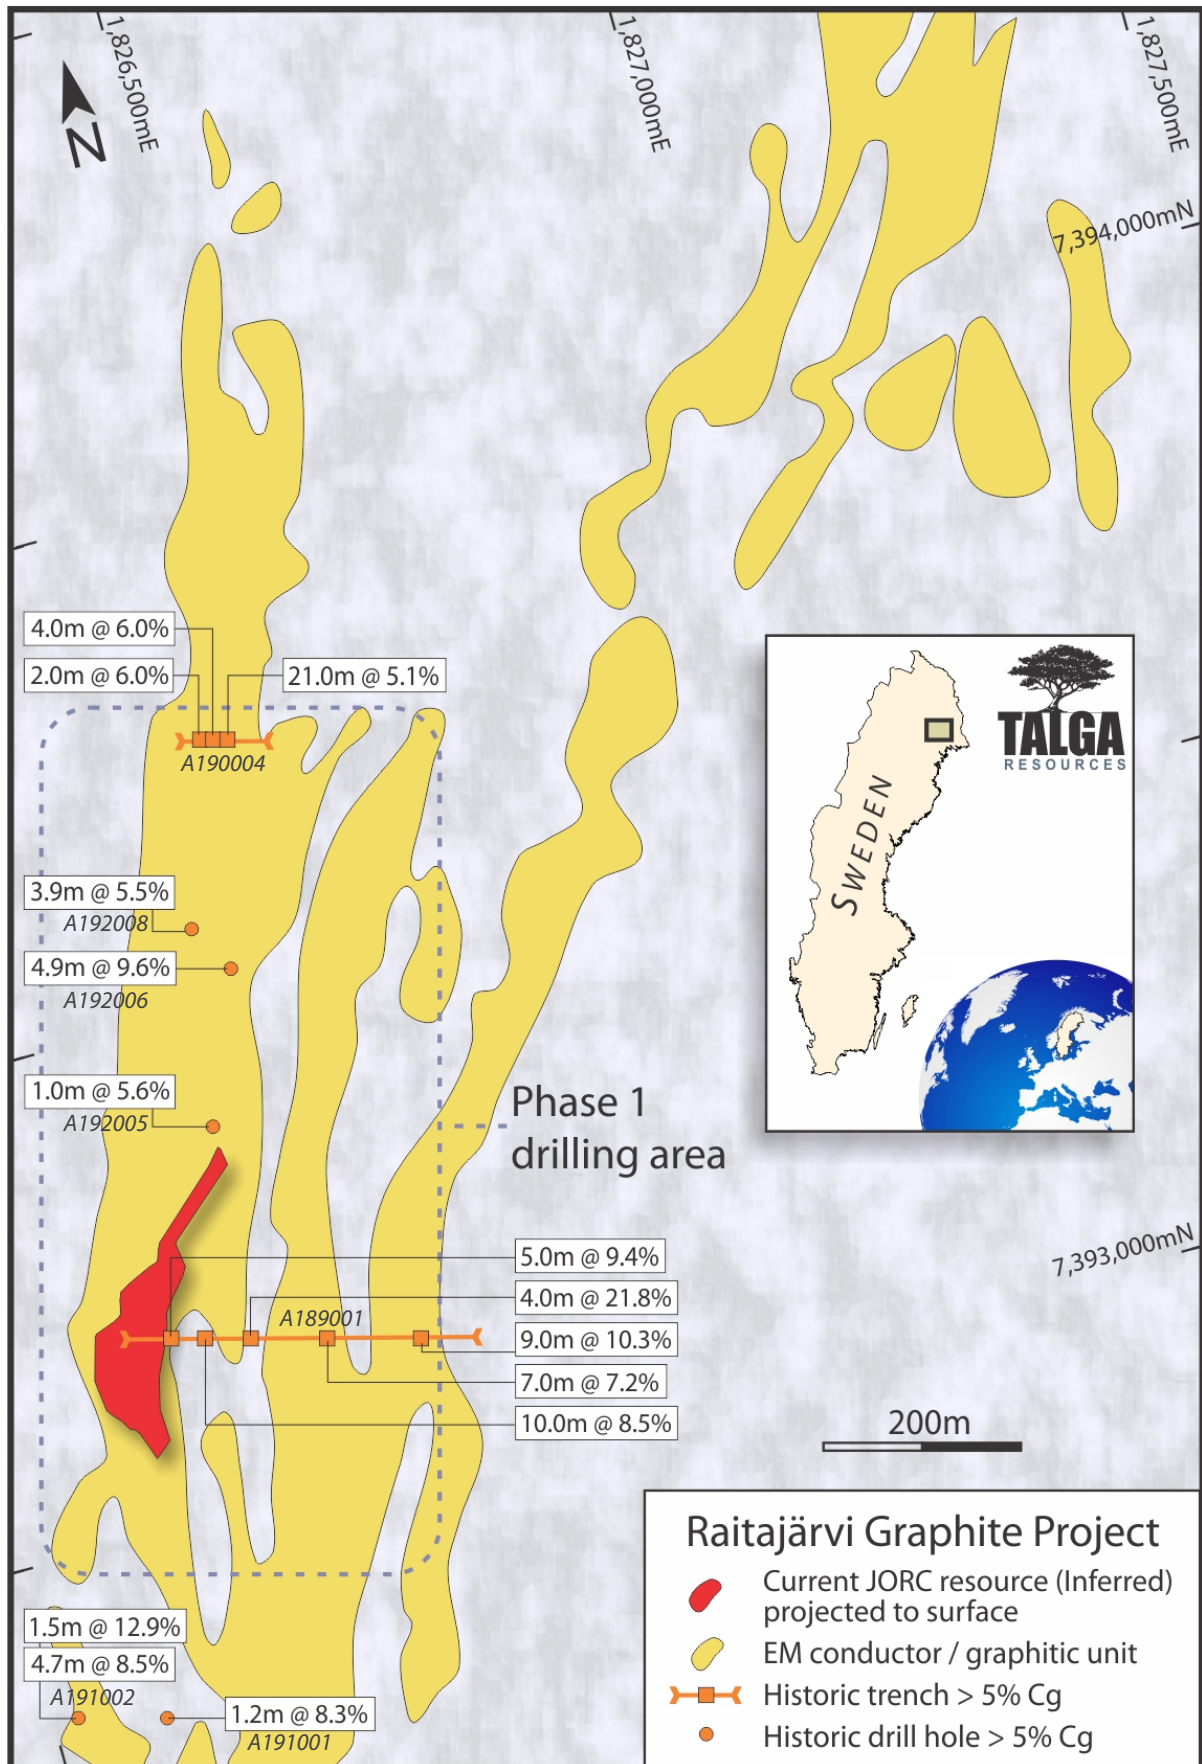 1,826,500mE
1,827,000mE
1,827,500mE
N
7,394,000mN
4.0m @ 6.0%
2.0m @ 6.0%
21.0m @ 5.1%
A190004
TALGA
RESOURCES
SWEDEN
3.9m @ 5.5%
A192008
4.9m @ 9.6%
A192006
1.0m @ 5.6%
A192005
Phase 1
drilling area
7,393,000mN
5.0m @ 9.4%
4.0m @ 21.8%
A189001
9.0m @ 10.3%
7.0m @ 7.2%
10.0m @ 8.5%
200m
1.5m @ 12.9%
4.7m @ 8.5%
A191002
1.2m @ 8.3%
A191001
Raitajärvi Graphite Project
Current JORC resource (Inferred)
projected to surface
EM conductor / graphitic unit
Historic trench > 5% Cg
Historic drill hole > 5% Cg